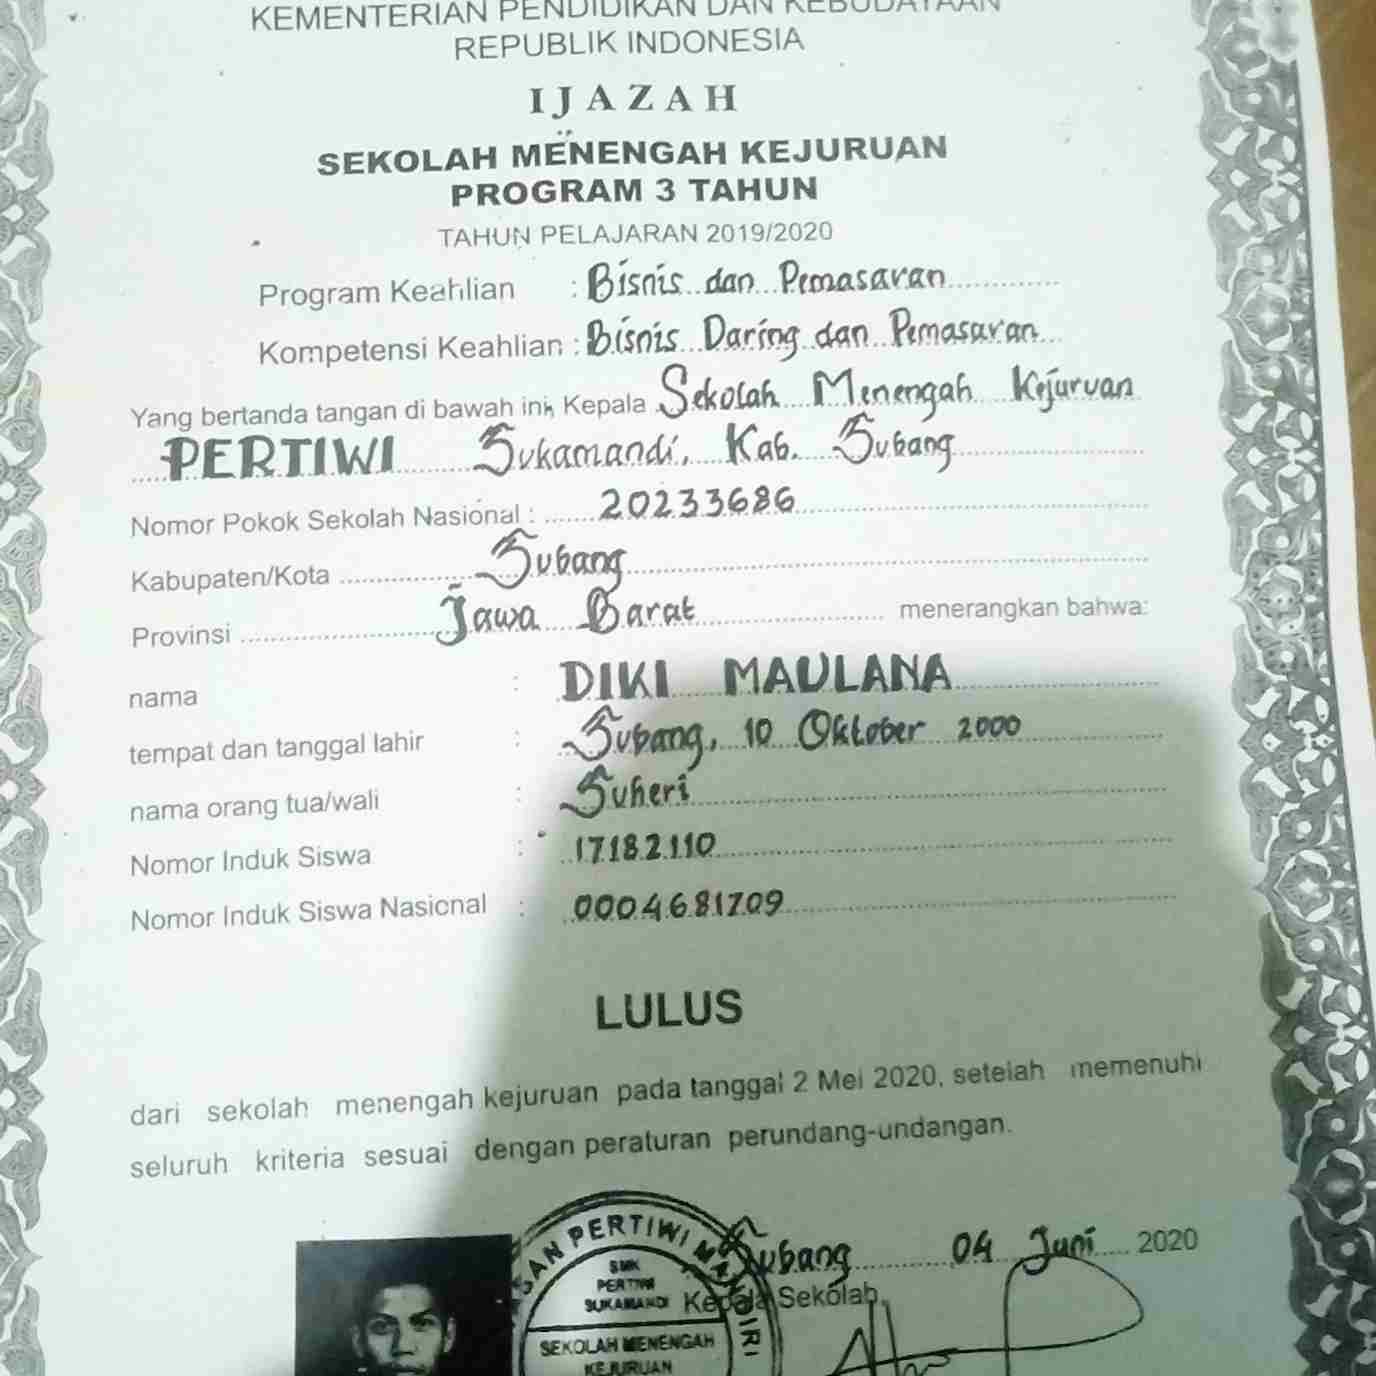 KEMENTERIAN PENDIDIKAN DAN KEBUDAYAAN
REPUBLIK INDONESIA
IJAZAH
SEKOLAH MENENGAH KEJURUAN
PROGRAM 3 TAHUN
TAHUN PELAJARAN 2019/2020
Program Keahlian : Bisnis dan Pemasaran
Kompetensi Keahlian : Bisnis Daring dan Pemasaran
Yang bertanda tangan di bawah ini, Kepala Sekolah Menengah Kejuruan
PERTIWI Sukamandi, Kab. Subang
Nomor Pokok Sekolah Nasional : 20233686
Kabupaten/Kota Subang
Provinsi Jawa Barat menerangkan bahwa:
nama : DIKI MAULANA
tempat dan tanggal lahir : Subang, 10 Oktober 2000
nama orang tua/wali : Suheri
Nomor Induk Siswa : 17182110
Nomor Induk Siswa Nasional : 0004681709
LULUS
dari sekolah menengah kejuruan pada tanggal 2 Mei 2020, setelah memenuhi
seluruh kriteria sesuai dengan peraturan perundang-undangan.
Subang 04 Juni 2020
Kepala Sekolah,
PERTIWI MANDIRI
SMK
PERTIWI
SUKAMANDI
SEKOLAH MENENGAH
KEJURUAN